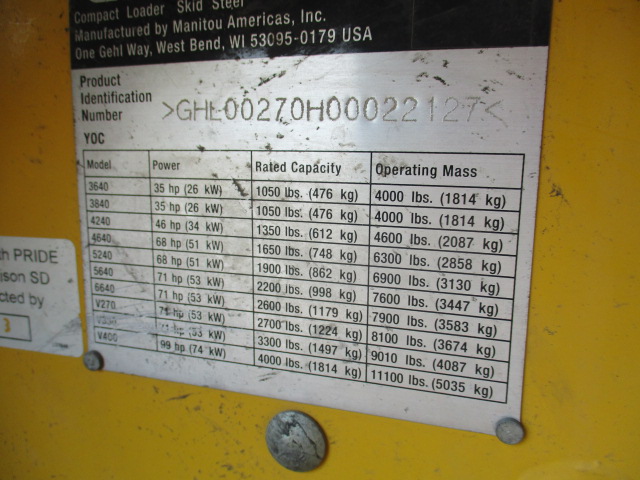 Compact Loader Skid Steer
Manufactured by Manitou Americas, Inc.
One Gehl Way, West Bend, WI 53095-0179 USA
Product
Identification
Number >GHL00270H00022127<
YOC
Model Power Rated Capacity Operating Mass
3640 35 hp (26 kW) 1050 lbs. (476 kg) 4000 lbs. (1814 kg)
3840 35 hp (26 kW) 1050 lbs. (476 kg) 4000 lbs. (1814 kg)
4240 46 hp (34 kW) 1350 lbs. (612 kg) 4600 lbs. (2087 kg)
4640 68 hp (51 kW) 1650 lbs. (748 kg) 6300 lbs. (2858 kg)
5240 68 hp (51 kW) 1900 lbs. (862 kg) 6900 lbs. (3130 kg)
5640 71 hp (53 kW) 2200 lbs. (998 kg) 7600 lbs. (3447 kg)
6640 71 hp (53 kW) 2600 lbs. (1179 kg) 7900 lbs. (3583 kg)
V270 71 hp (53 kW) 2700 lbs. (1224 kg) 8100 lbs. (3674 kg)
71 hp (53 kW) 3300 lbs. (1497 kg) 9010 lbs. (4087 kg)
V400 99 hp (74 kW) 4000 lbs. (1814 kg) 11100 lbs. (5035 kg)
h PRIDE
ison SD
cted by
3